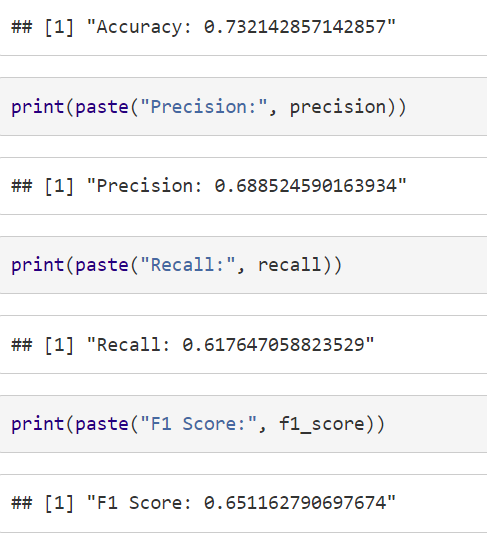 ## [1] "Accuracy: 0.732142857142857"
print(paste("Precision:", precision))
## [1] "Precision: 0.688524590163934"
print(paste("Recall:", recall))
## [1] "Recall: 0.617647058823529"
print(paste("F1 Score:", f1_score))
## [1] "F1 Score: 0.651162790697674"